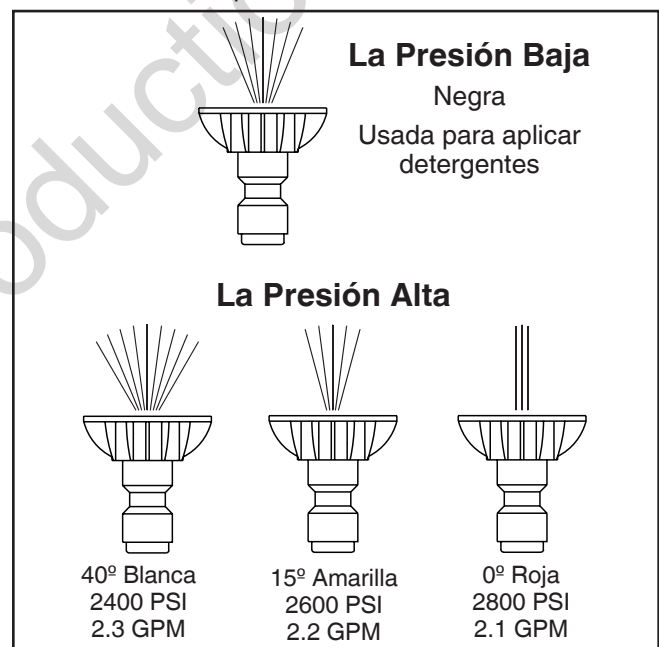 La Presión Baja
Negra
Usada para aplicar
detergentes
La Presión Alta
40º Blanca
2400 PSI
2.3 GPM
15º Amarilla
2600 PSI
2.2 GPM
0º Roja
2800 PSI
2.1 GPM